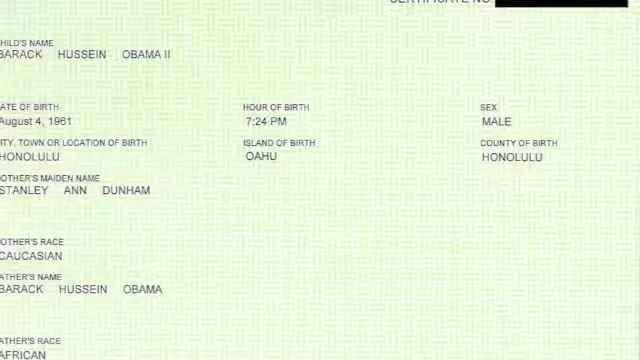 CERTIFICATE NO.
HILD'S NAME
BARACK HUSSEIN OBAMA II
ATE OF BIRTH HOUR OF BIRTH SEX
August 4, 1961 7:24 PM MALE
ITY, TOWN OR LOCATION OF BIRTH ISLAND OF BIRTH COUNTY OF BIRTH
HONOLULU OAHU HONOLULU
OTHER'S MAIDEN NAME
STANLEY ANN DUNHAM
OTHER'S RACE
CAUCASIAN
ATHER'S NAME
BARACK HUSSEIN OBAMA
ATHER'S RACE
AFRICAN